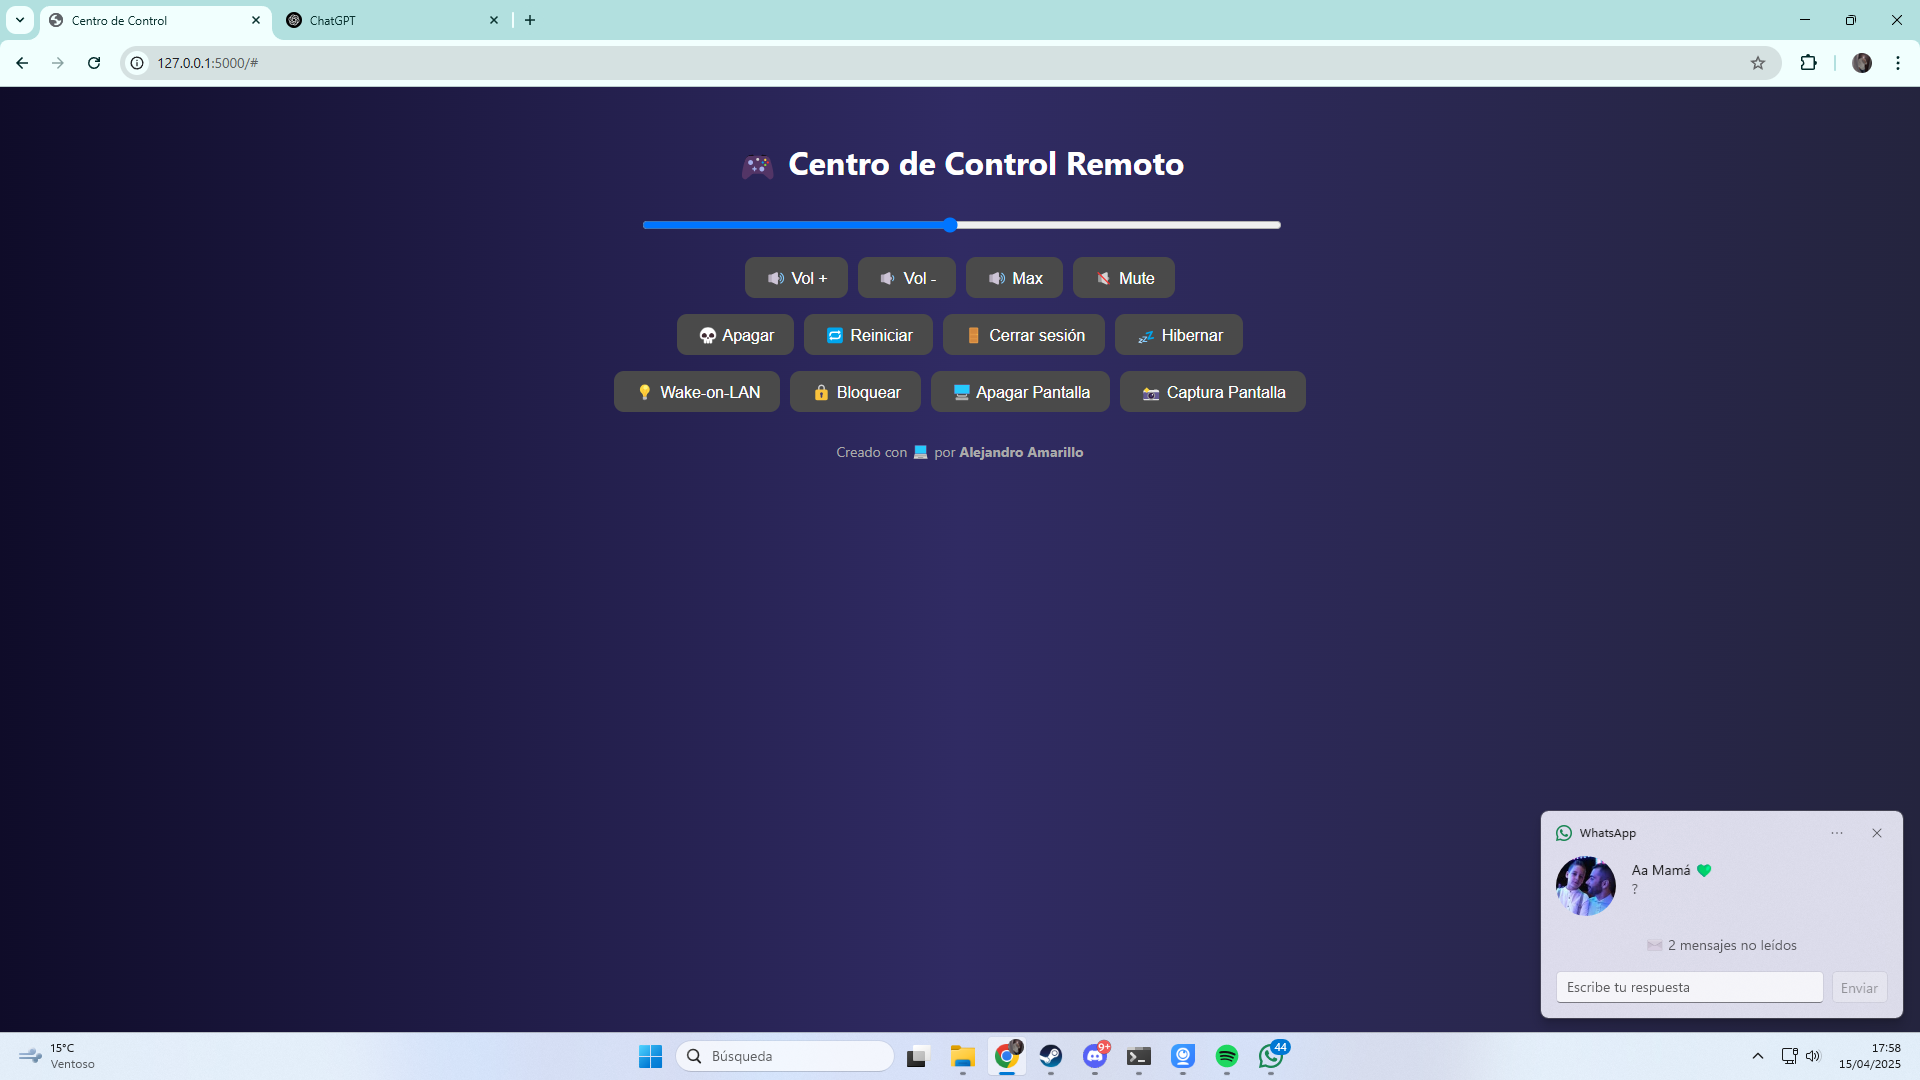 Centro de Control
ChatGPT
127.0.0.1:5000/#
Centro de Control Remoto
Vol +
Vol -
Max
Mute
Apagar
Reiniciar
Cerrar sesión
Hibernar
Wake-on-LAN
Bloquear
Apagar Pantalla
Captura Pantalla
Creado con 💻 por Alejandro Amarillo
WhatsApp
Aa Mamá 💚
?
2 mensajes no leídos
Escribe tu respuesta
Enviar
15°C
Ventoso
Búsqueda
9+
44
17:58
15/04/2025